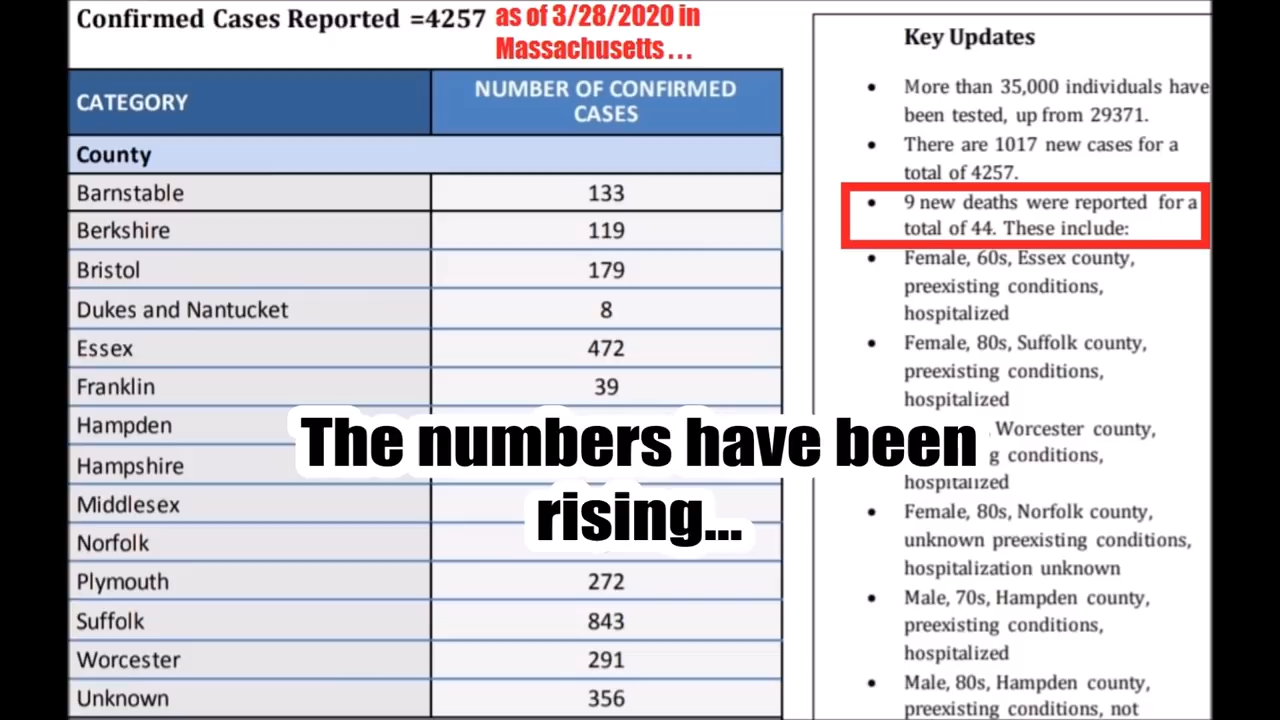 Confirmed Cases Reported =4257 as of 3/28/2020 in
Massachusetts . . .
CATEGORY
NUMBER OF CONFIRMED
CASES
County
Barnstable 133
Berkshire 119
Bristol 179
Dukes and Nantucket 8
Essex 472
Franklin 39
Hampden
Hampshire
Middlesex
Norfolk
Plymouth 272
Suffolk 843
Worcester 291
Unknown 356
The numbers have been
rising...
Key Updates
• More than 35,000 individuals have
been tested, up from 29371.
• There are 1017 new cases for a
total of 4257.
• 9 new deaths were reported for a
total of 44. These include:
• Female, 60s, Essex county,
preexisting conditions,
hospitalized
• Female, 80s, Suffolk county,
preexisting conditions,
hospitalized
Worcester county,
conditions,
hospitalized
• Female, 80s, Norfolk county,
unknown preexisting conditions,
hospitalization unknown
• Male, 70s, Hampden county,
preexisting conditions,
hospitalized
• Male, 80s, Hampden county,
preexisting conditions, not